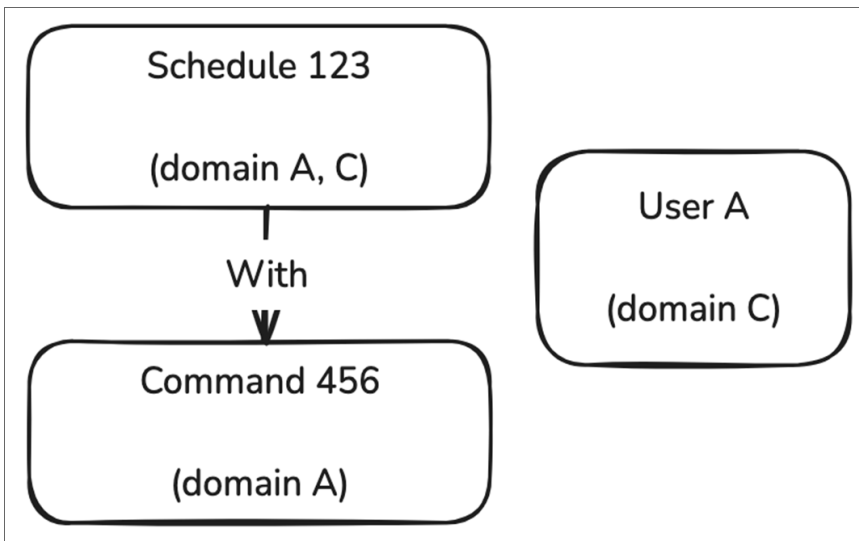 Schedule 123
(domain A, C)
With
Command 456
(domain A)
User A
(domain C)